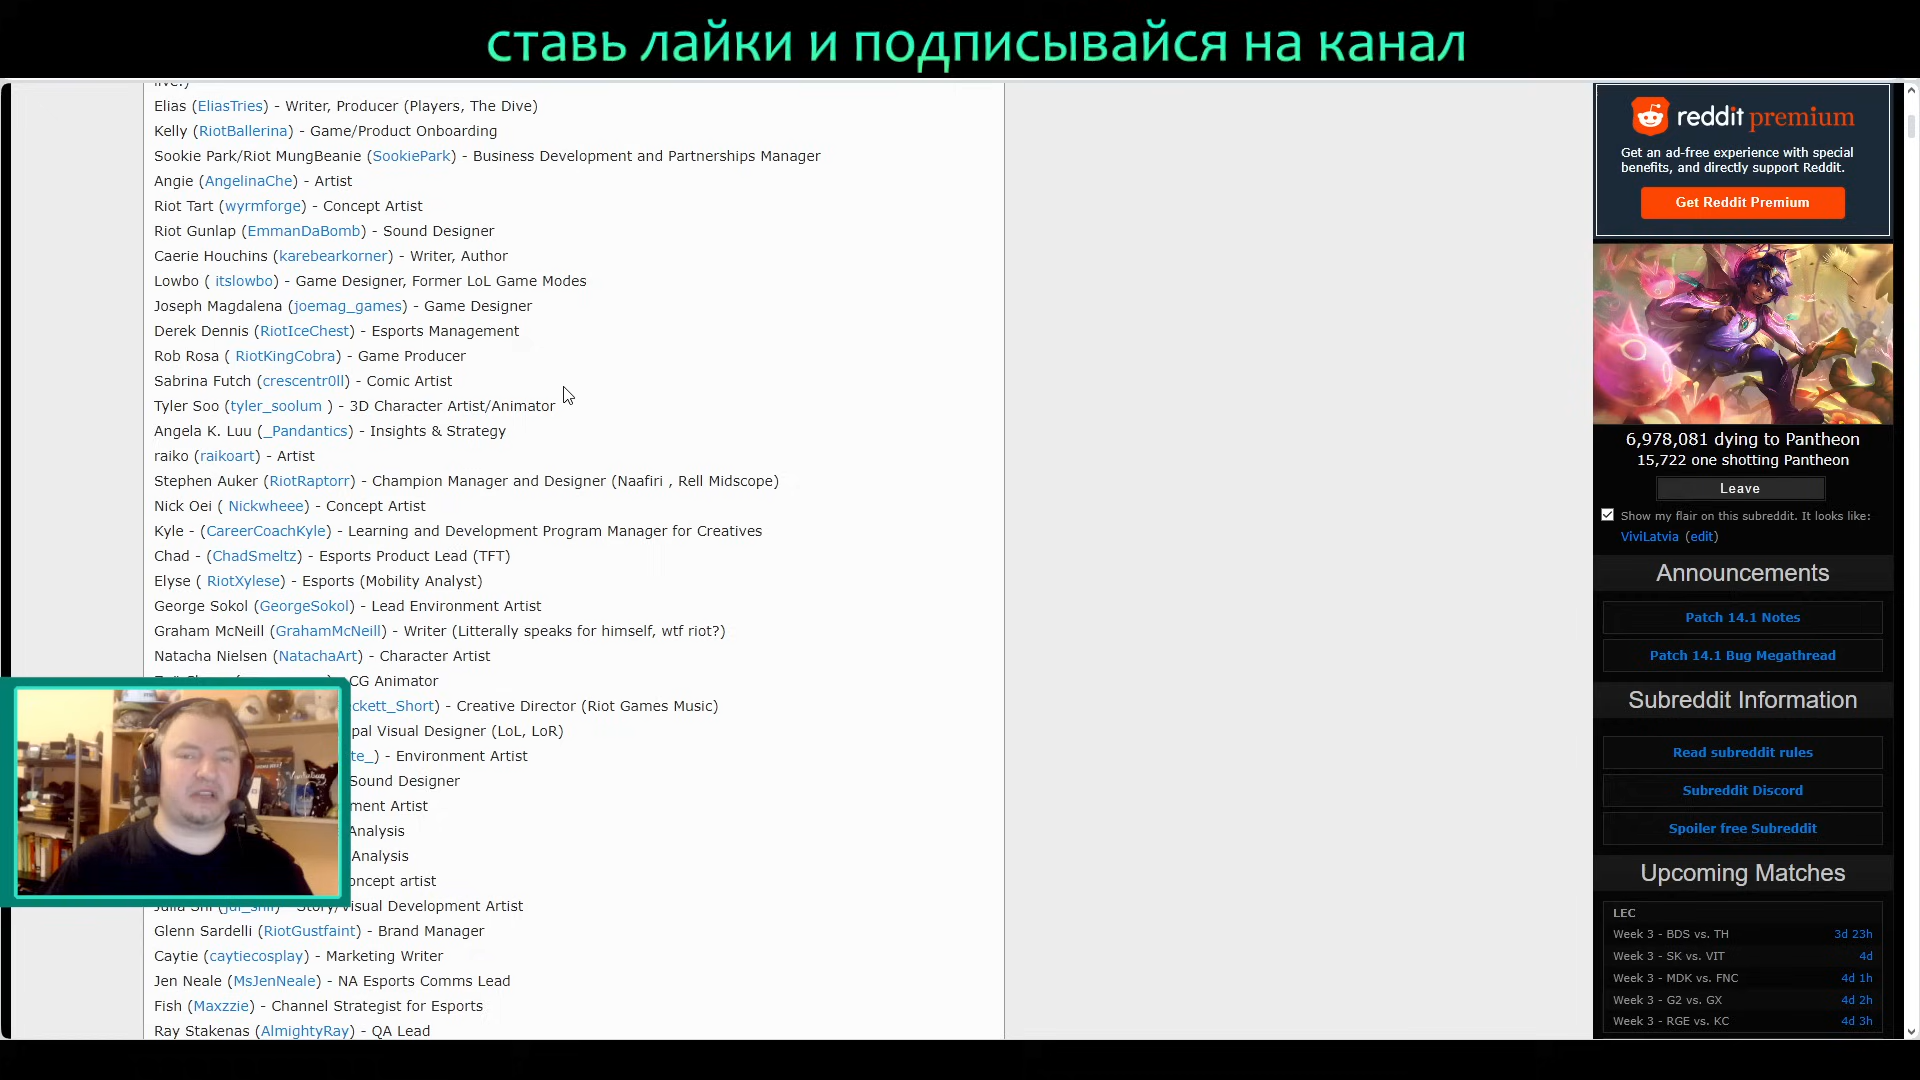 ставь лайки и подписывайся на канал
Elias (EliasTries) - Writer, Producer (Players, The Dive)
Kelly (RiotBallerina) - Game/Product Onboarding
Sookie Park/Riot MungBeanie (SookiePark) - Business Development and Partnerships Manager
Angie (AngelinaChe) - Artist
Riot Tart (wyrmforge) - Concept Artist
Riot Gunlap (EmmanDaBomb) - Sound Designer
Caerie Houchins (karebearkorner) - Writer, Author
Lowbo ( itslowbo) - Game Designer, Former LoL Game Modes
Joseph Magdalena (joemag_games) - Game Designer
Derek Dennis (RiotIceChest) - Esports Management
Rob Rosa ( RiotKingCobra) - Game Producer
Sabrina Futch (crescentr0ll) - Comic Artist
Tyler Soo (tyler_soolum ) - 3D Character Artist/Animator
Angela K. Luu (_Pandantics) - Insights & Strategy
raiko (raikoart) - Artist
Stephen Auker (RiotRaptorr) - Champion Manager and Designer (Naafiri , Rell Midscope)
Nick Oei ( Nickwheee) - Concept Artist
Kyle - (CareerCoachKyle) - Learning and Development Program Manager for Creatives
Chad - (ChadSmeltz) - Esports Product Lead (TFT)
Elyse ( RiotXylese) - Esports (Mobility Analyst)
George Sokol (GeorgeSokol) - Lead Environment Artist
Graham McNeill (GrahamMcNeill) - Writer (Litterally speaks for himself, wtf riot?)
Natacha Nielsen (NatachaArt) - Character Artist
CG Animator
ckett_Short) - Creative Director (Riot Games Music)
pal Visual Designer (LoL, LoR)
te_) - Environment Artist
Sound Designer
ment Artist
Analysis
Analysis
oncept artist
Story/Visual Development Artist
Glenn Sardelli (RiotGustfaint) - Brand Manager
Caytie (caytiecosplay) - Marketing Writer
Jen Neale (MsJenNeale) - NA Esports Comms Lead
Fish (Maxzzie) - Channel Strategist for Esports
Ray Stakenas (AlmightyRay) - QA Lead
reddit premium
Get an ad-free experience with special
benefits, and directly support Reddit.
Get Reddit Premium
6,978,081 dying to Pantheon
15,722 one shotting Pantheon
Leave
Show my flair on this subreddit. It looks like:
ViviLatvia (edit)
Announcements
Patch 14.1 Notes
Patch 14.1 Bug Megathread
Subreddit Information
Read subreddit rules
Subreddit Discord
Spoiler free Subreddit
Upcoming Matches
LEC
Week 3 - BDS vs. TH 3d 23h
Week 3 - SK vs. VIT 4d
Week 3 - MDK vs. FNC 4d 1h
Week 3 - G2 vs. GX 4d 2h
Week 3 - RGE vs. KC 4d 3h